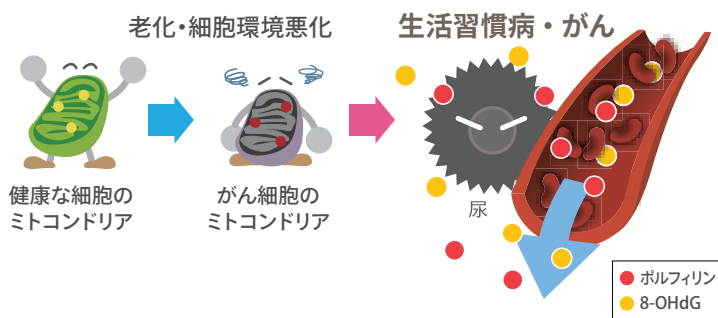 老化・細胞環境悪化
生活習慣病・がん
健康な細胞の
ミトコンドリア
がん細胞の
ミトコンドリア
尿
ポルフィリン
8-OHdG